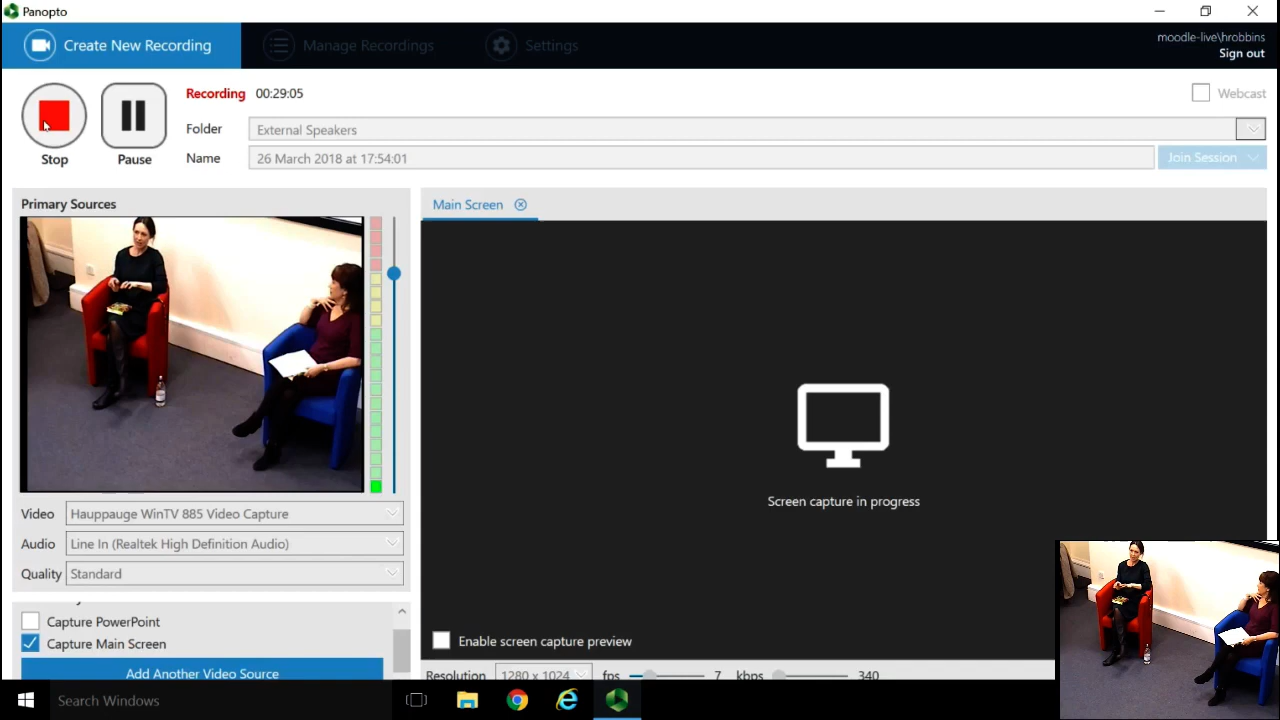 Panopto
Create New Recording
Manage Recordings
Settings
moodle-live\hrobbins
Sign out
Recording 00:29:05
Webcast
Folder External Speakers
Stop Pause Name 26 March 2018 at 17:54:01 Join Session
Primary Sources
Main Screen
Screen capture in progress
Video Hauppauge WinTV 885 Video Capture
Audio Line In (Realtek High Definition Audio)
Quality Standard
Capture PowerPoint
Capture Main Screen
Add Another Video Source
Enable screen capture preview
Resolution 1280 x 1024 fps 7 kbps 340
Search Windows